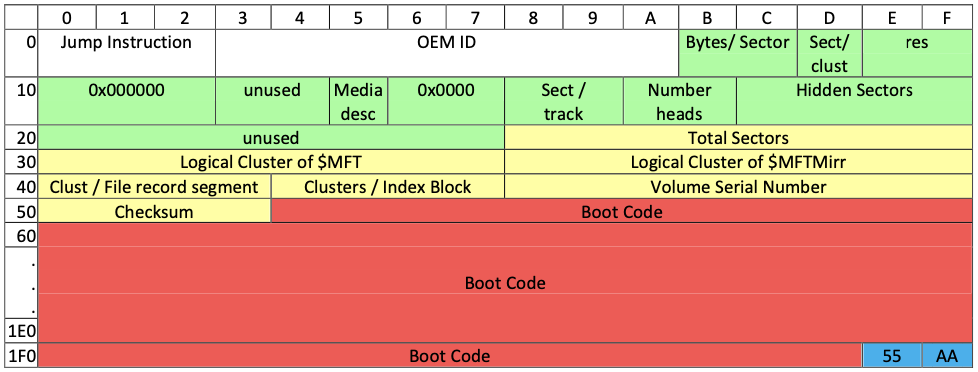 0 1 2 3 4 5 6 7 8 9 A B C D E F
0 Jump Instruction OEM ID Bytes/ Sector Sect/ clust res
10 0x000000 unused Media desc 0x0000 Sect / track Number heads Hidden Sectors
20 unused Total Sectors
30 Logical Cluster of $MFT Logical Cluster of $MFTMirr
40 Clust / File record segment Clusters / Index Block Volume Serial Number
50 Checksum Boot Code
60
.
. Boot Code
.
1E0
1F0 Boot Code 55 AA